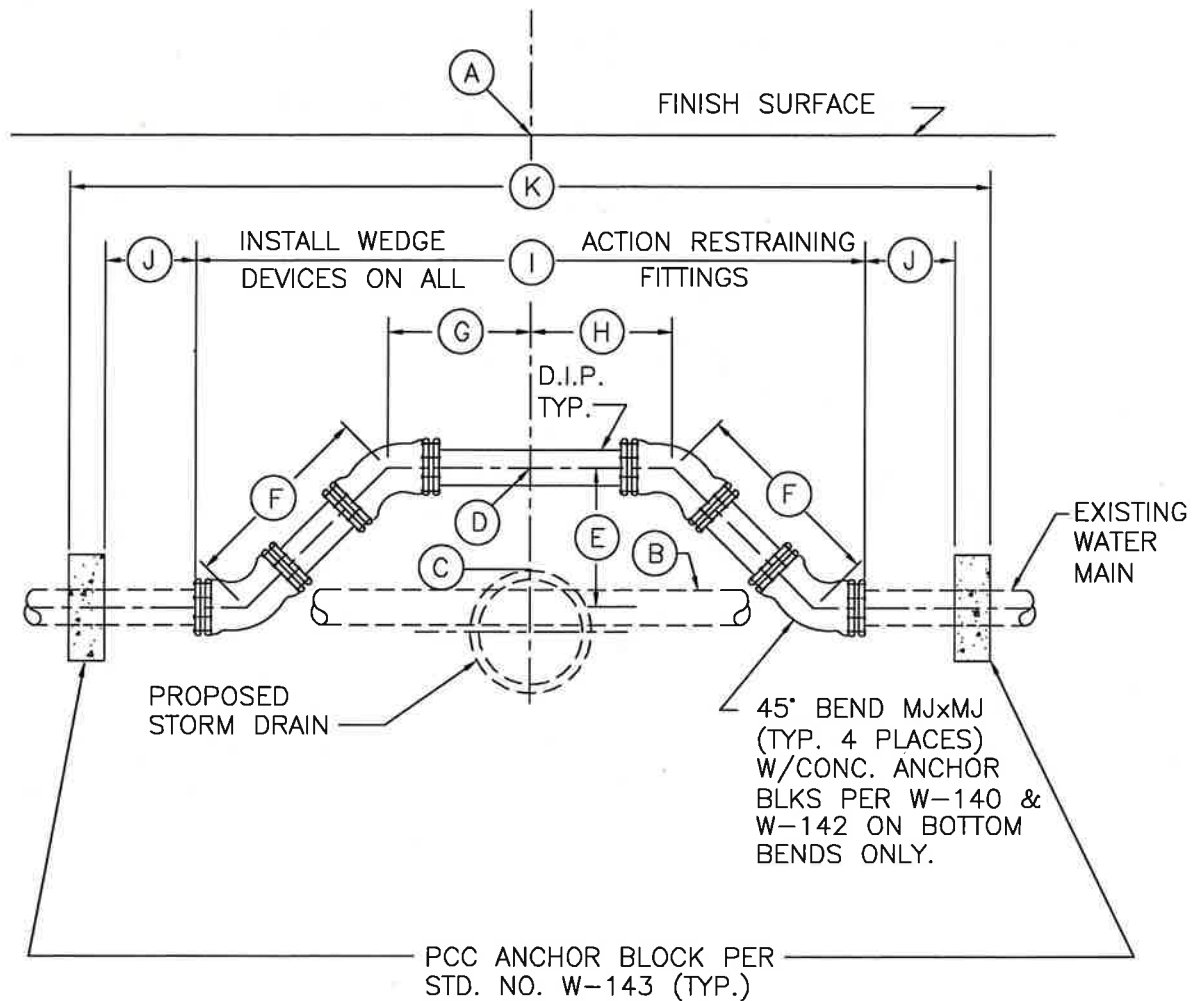 A
FINISH SURFACE
K
J
INSTALL WEDGE
DEVICES ON ALL
I
ACTION RESTRAINING
FITTINGS
J
G
H
D.I.P.
TYP.
F
F
D
E
C
B
EXISTING
WATER
MAIN
PROPOSED
STORM DRAIN
45° BEND MJxMJ
(TYP. 4 PLACES)
W/CONC. ANCHOR
BLKS PER W-140 &
W-142 ON BOTTOM
BENDS ONLY.
PCC ANCHOR BLOCK PER
STD. NO. W-143 (TYP.)